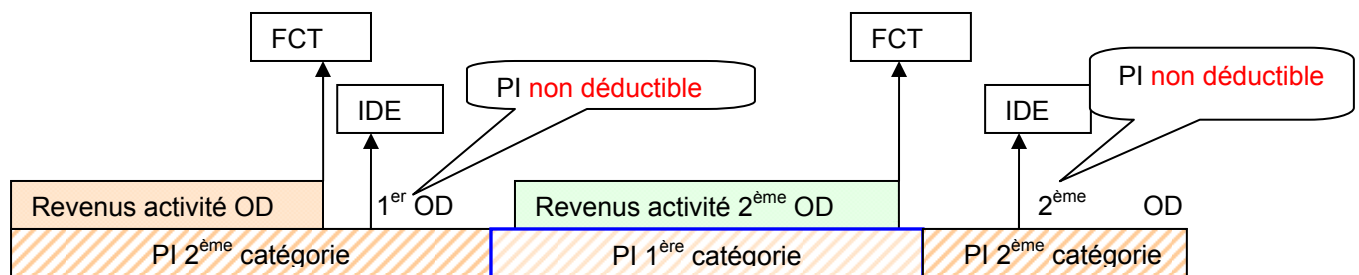 FCT
FCT
PI non déductible
PI non déductible
IDE
IDE
Revenus activité OD
1er OD
Revenus activité 2ème OD
2ème OD
PI 2ème catégorie
PI 1ère catégorie
PI 2ème catégorie